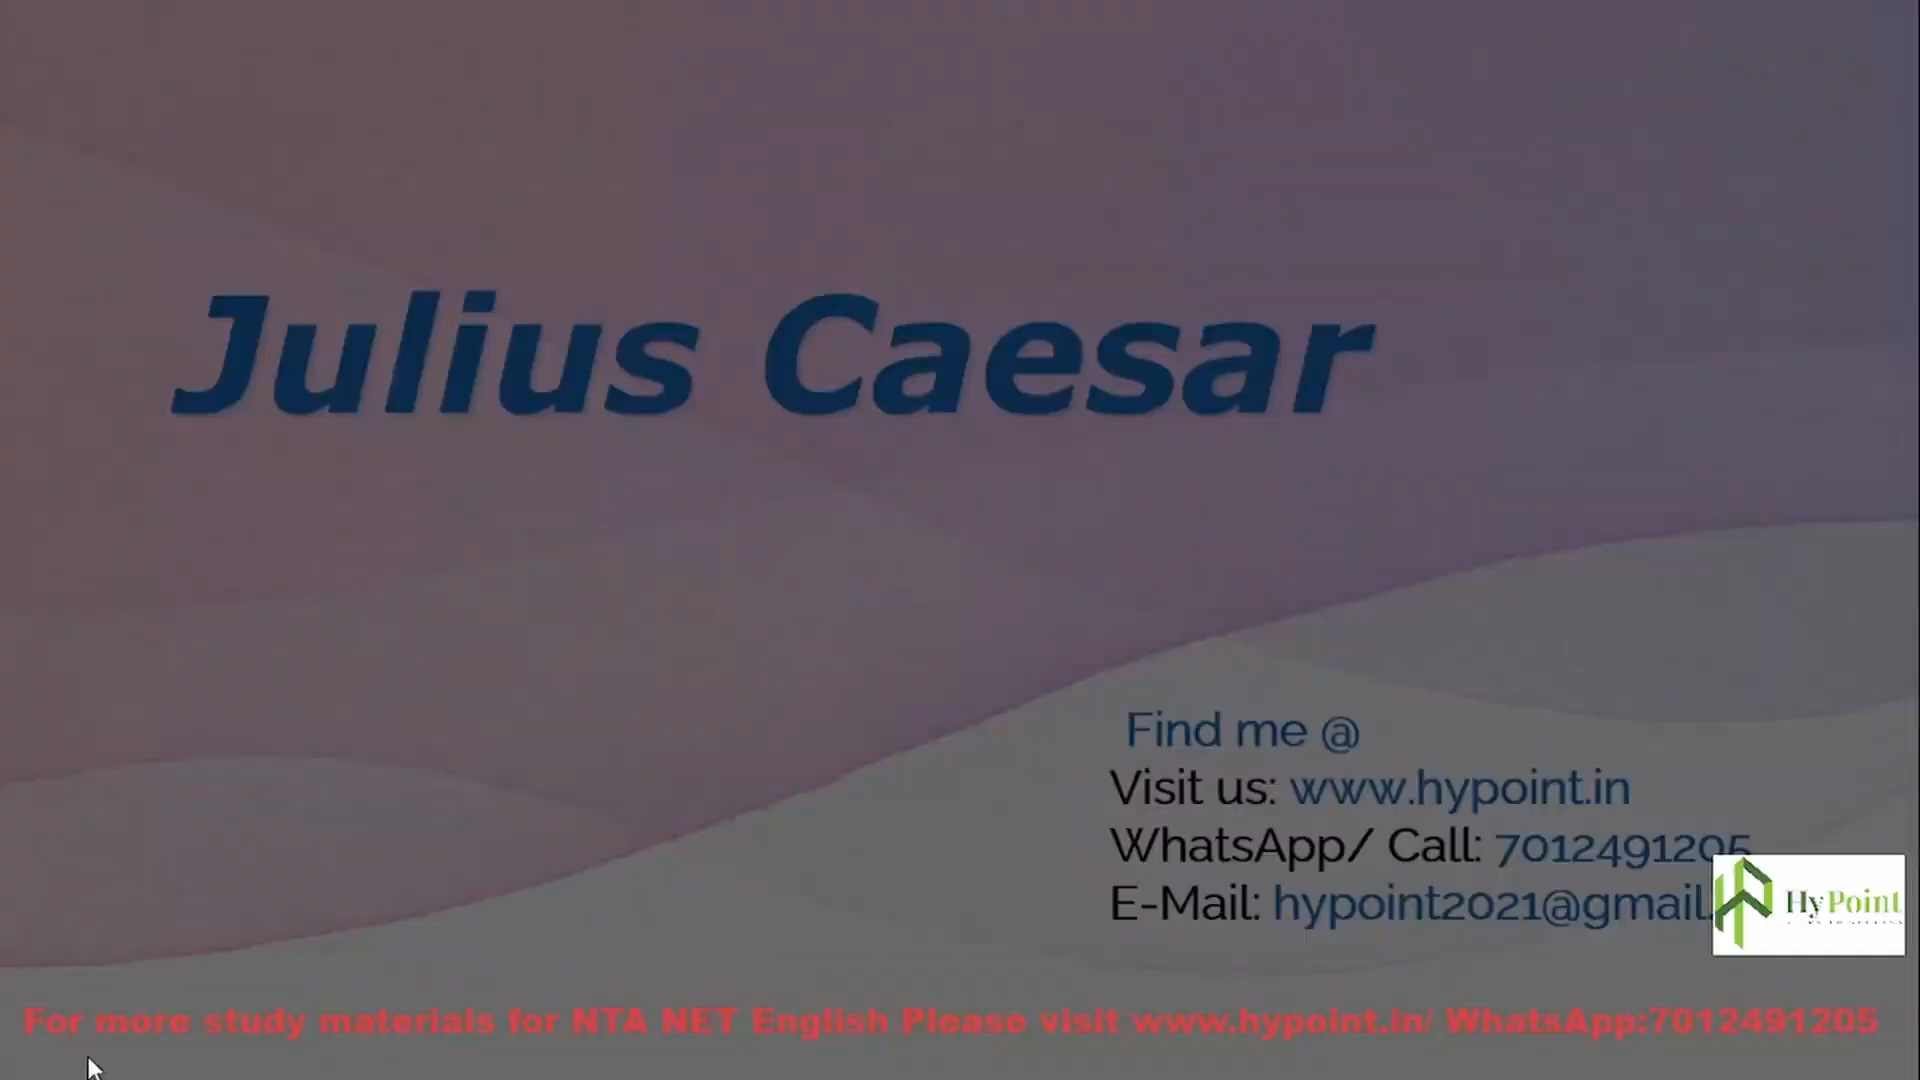 Julius Caesar
Find me @
Visit us: www.hypoint.in
WhatsApp/ Call: 7012491205
E-Mail: hypoint2021@gmail.
HyPoint
For more study materials for NTA NET English Please visit www.hypoint.in/ WhatsApp:7012491205